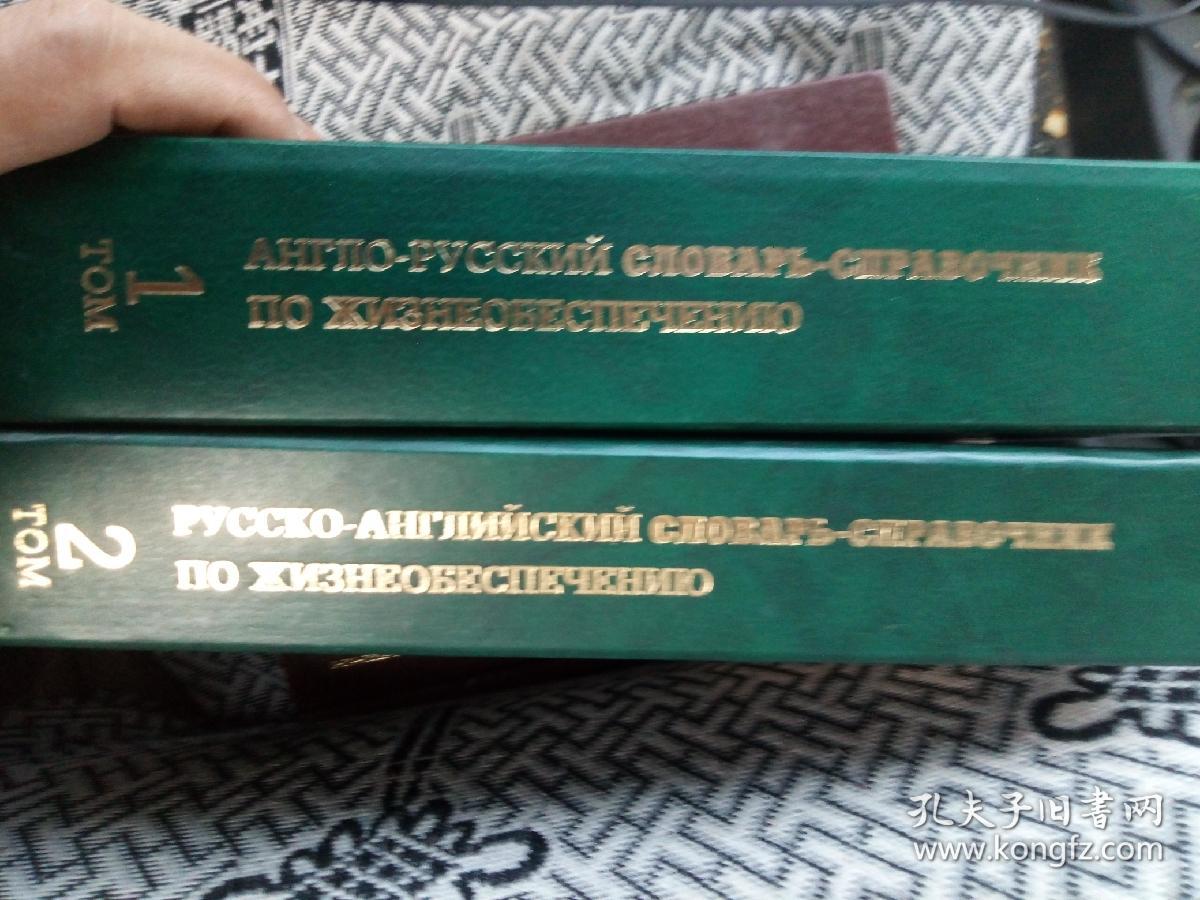 1
ТОМ
АНГЛО-РУССКИЙ СЛОВАРЬ-СПРАВОЧНИК
ПО ЖИЗНЕОБЕСПЕЧЕНИЮ
2
ТОМ
РУССКО-АНГЛИЙСКИЙ СЛОВАРЬ-СПРАВОЧНИК
ПО ЖИЗНЕОБЕСПЕЧЕНИЮ
孔夫子旧書网
www.kongfz.com